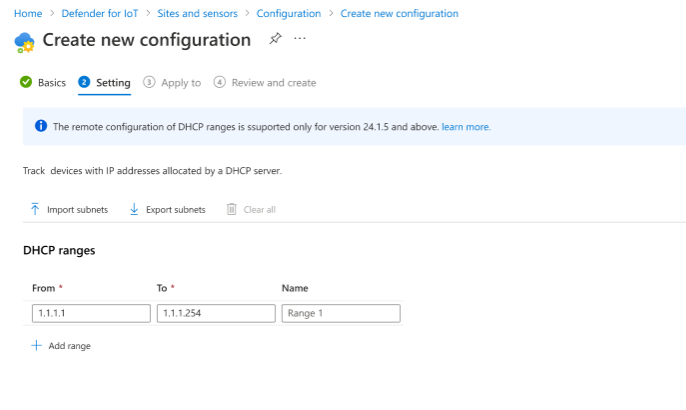 Home > Defender for IoT > Sites and sensors > Configuration > Create new configuration
Create new configuration
Basics 2 Setting 3 Apply to 4 Review and create
The remote configuration of DHCP ranges is ssuported only for version 24.1.5 and above. learn more.
Track devices with IP addresses allocated by a DHCP server.
Import subnets Export subnets Clear all
DHCP ranges
From * To * Name
1.1.1.1 1.1.1.254 Range 1
+ Add range